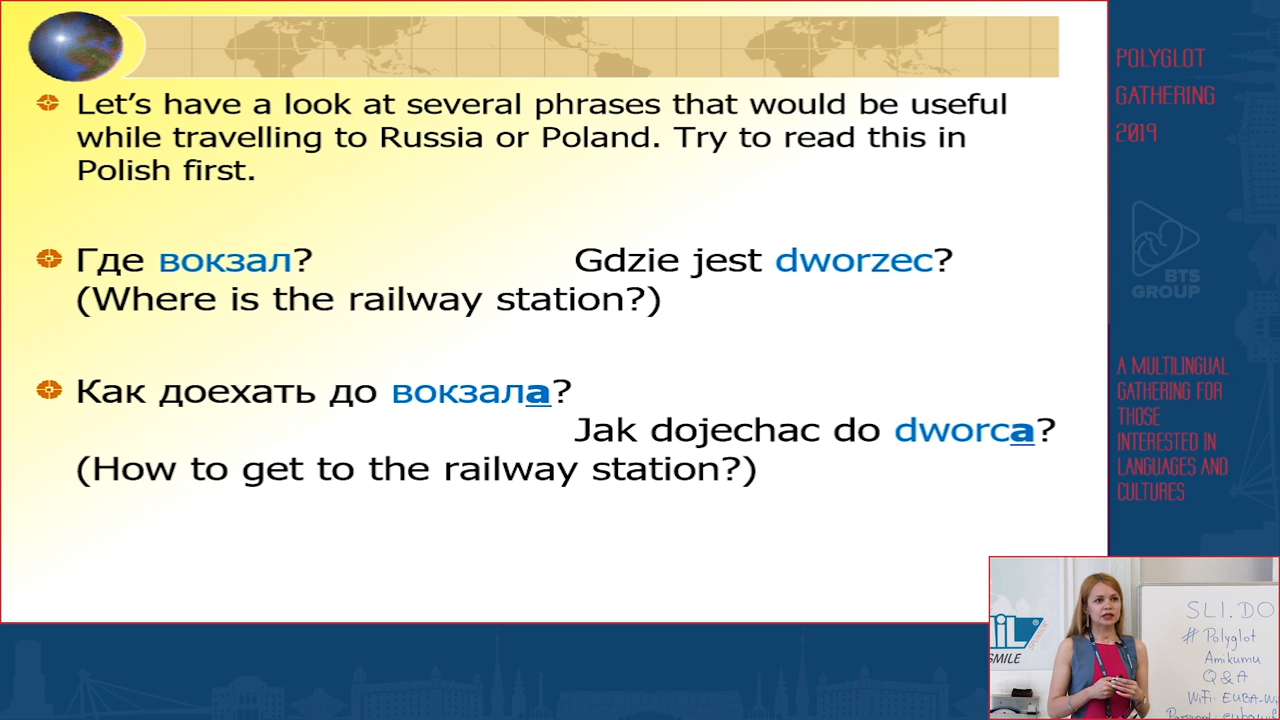 Let's have a look at several phrases that would be useful
while travelling to Russia or Poland. Try to read this in
Polish first.
Где вокзал? Gdzie jest dworzec?
(Where is the railway station?)
Как доехать до вокзала?
Jak dojechac do dworca?
(How to get to the railway station?)
POLYGLOT
GATHERING
2019
BTS
GROUP
A MULTILINGUAL
GATHERING FOR
THOSE
INTERESTED IN
LANGUAGES AND
CULTURES
SMILE
SLI.DO
# Polyglot
Amikumu
Q & A
WiFi: EUBA-Wi